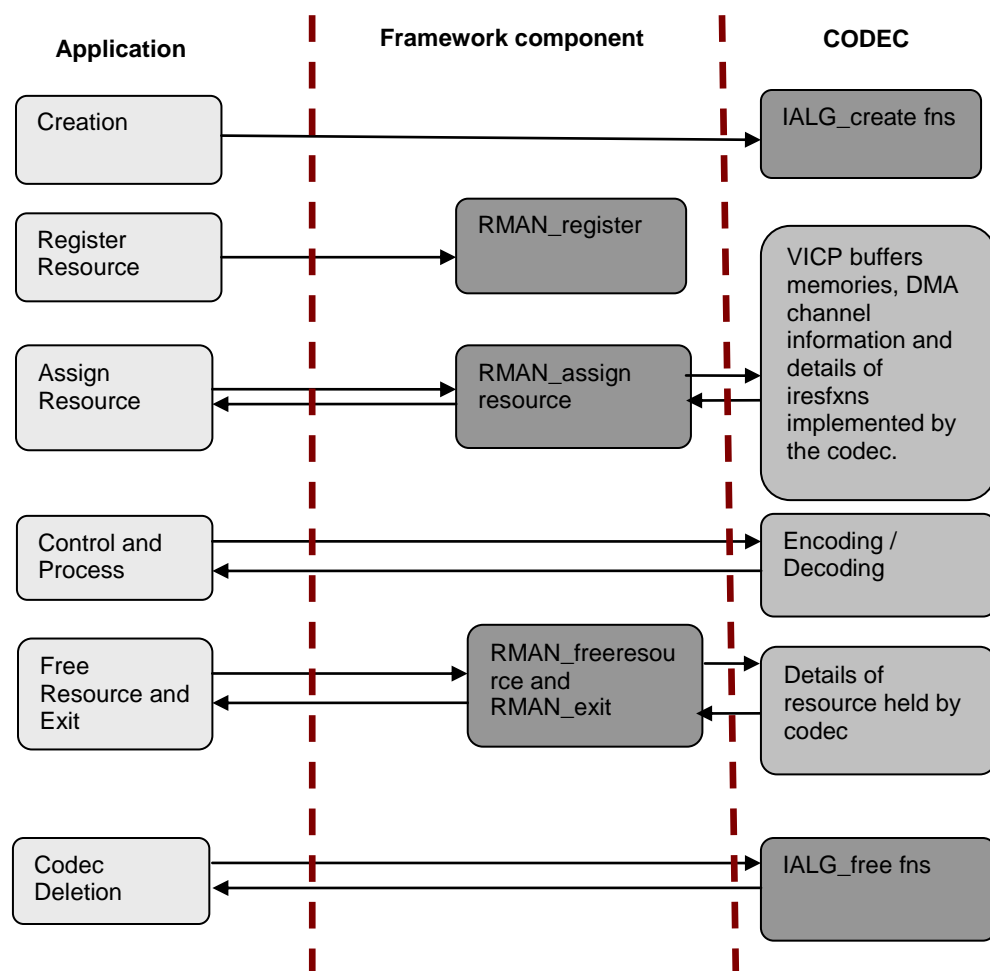 Application
Framework component
CODEC
Creation
IALG_create fns
Register
Resource
RMAN_register
VICP buffers
memories, DMA
channel
information and
details of
iresfxns
implemented by
the codec.
Assign
Resource
RMAN_assign
resource
Control and
Process
Encoding /
Decoding
Free
Resource and
Exit
RMAN_freeresou
rce and
RMAN_exit
Details of
resource held by
codec
Codec
Deletion
IALG_free fns